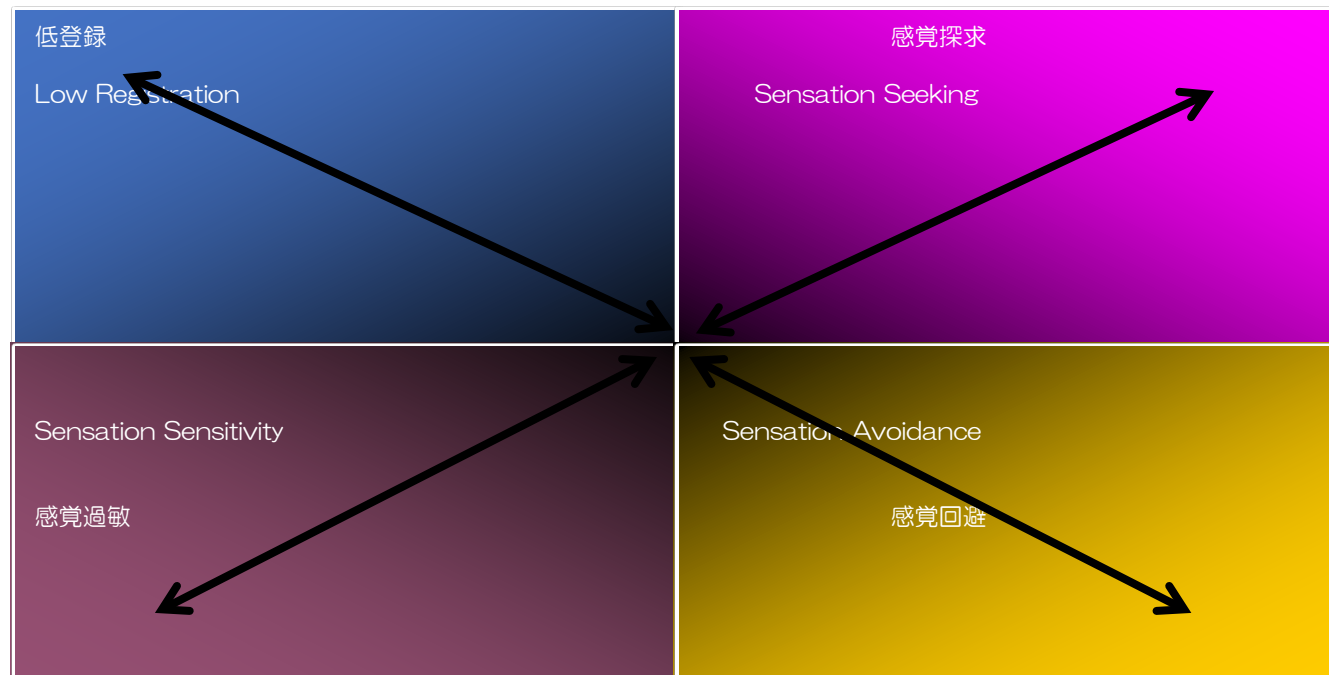 低登録
Low Registration
感覚探求
Sensation Seeking
Sensation Sensitivity
感覚過敏
Sensation Avoidance
感覚回避